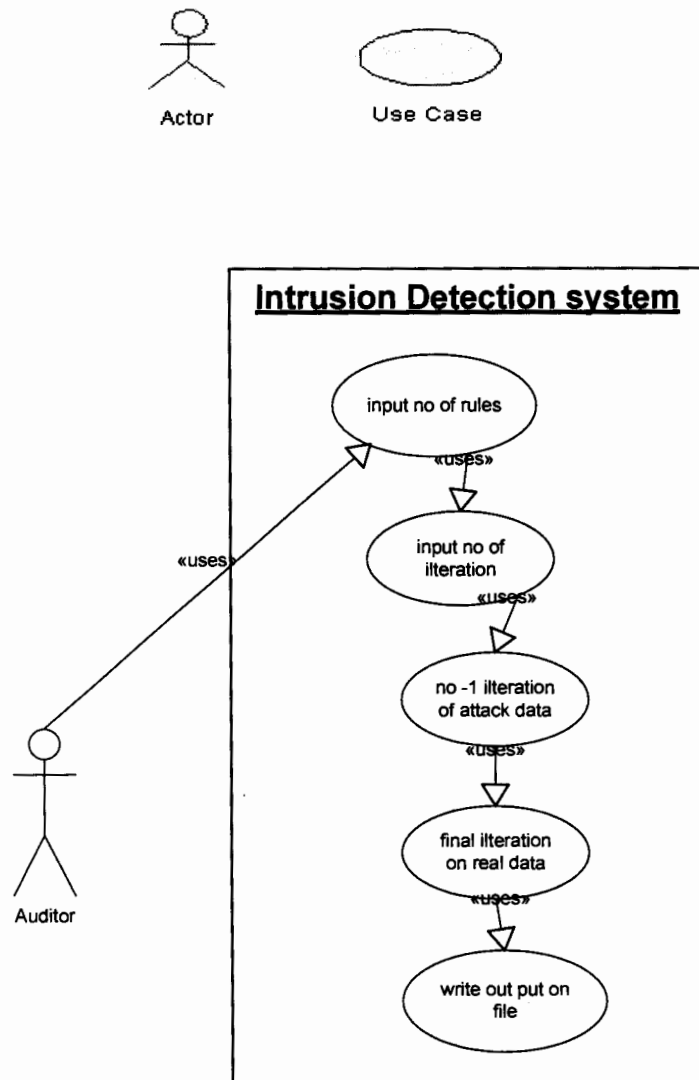 Actor
Use Case
Intrusion Detection system
input no of rules
«uses»
input no of
ilteration
«uses»
«uses»
no -1 ilteration
of attack data
«uses»
final ilteration
on real data
«uses»
write out put on
file
Auditor